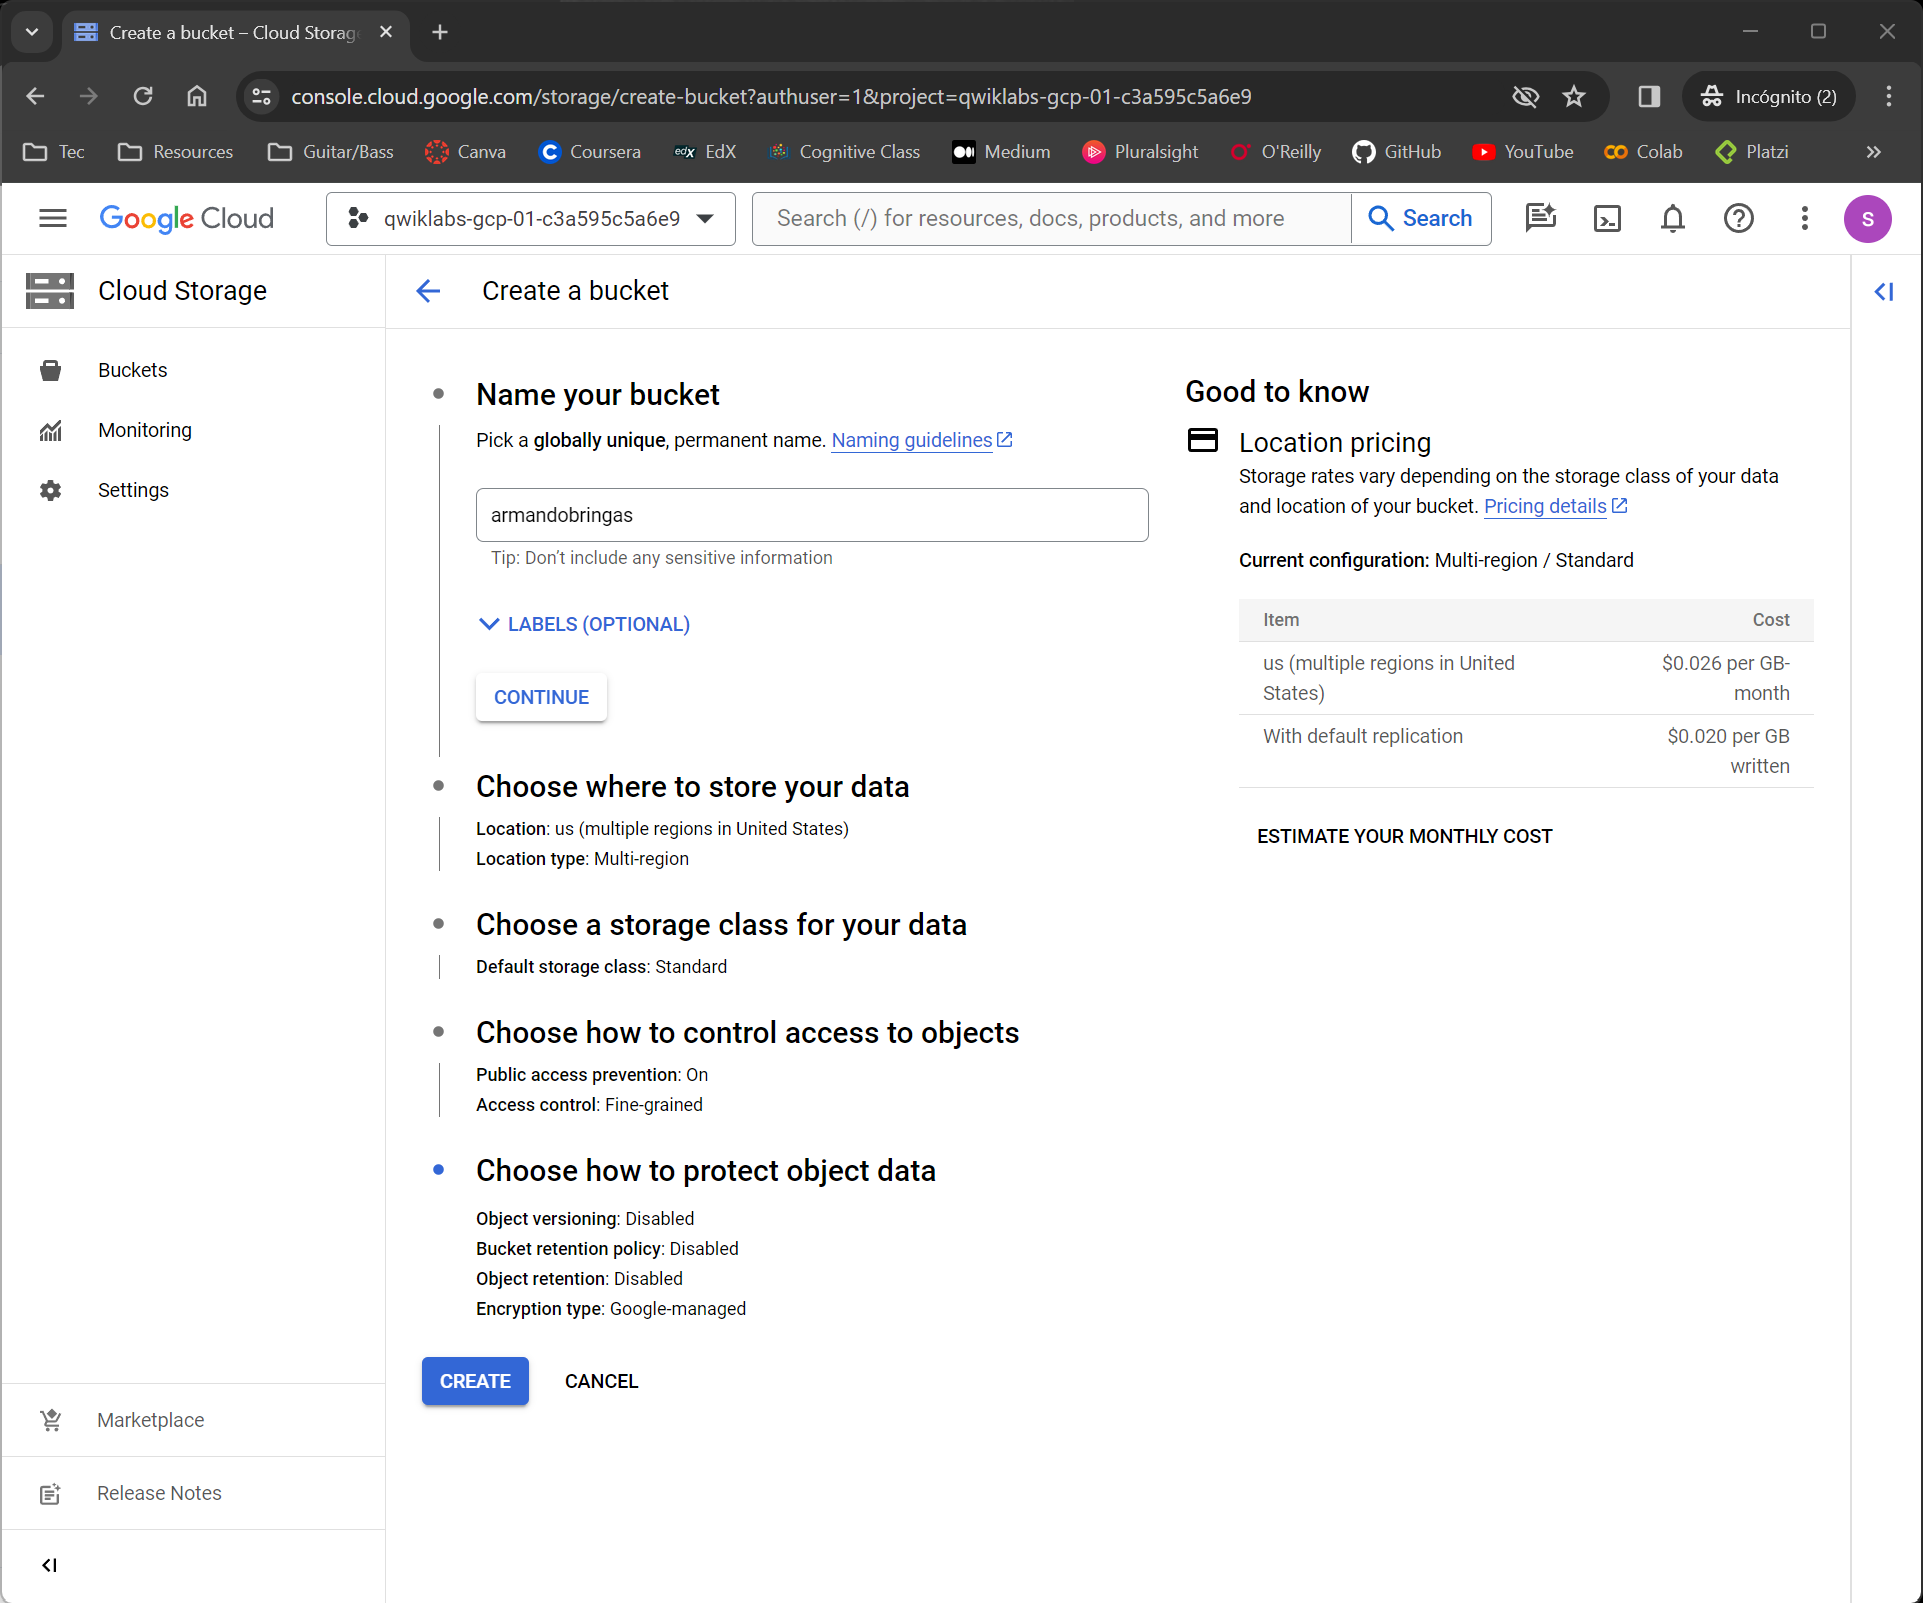 Create a bucket – Cloud Storag
console.cloud.google.com/storage/create-bucket?authuser=1&project=qwiklabs-gcp-01-c3a595c5a6e9
Incógnito (2)
Tec
Resources
Guitar/Bass
Canva
Coursera
edX
EdX
Cognitive Class
Medium
Pluralsight
O'Reilly
GitHub
YouTube
Colab
Platzi
Google Cloud
qwiklabs-gcp-01-c3a595c5a6e9
Search (/) for resources, docs, products, and more
Search
S
Cloud Storage
Create a bucket
Buckets
Monitoring
Settings
Marketplace
Release Notes
Name your bucket
Pick a globally unique, permanent name. Naming guidelines
armandobringas
Tip: Don’t include any sensitive information
LABELS (OPTIONAL)
CONTINUE
Choose where to store your data
Location: us (multiple regions in United States)
Location type: Multi-region
Choose a storage class for your data
Default storage class: Standard
Choose how to control access to objects
Public access prevention: On
Access control: Fine-grained
Choose how to protect object data
Object versioning: Disabled
Bucket retention policy: Disabled
Object retention: Disabled
Encryption type: Google-managed
CREATE
CANCEL
Good to know
Location pricing
Storage rates vary depending on the storage class of your data
and location of your bucket. Pricing details
Current configuration: Multi-region / Standard
Item Cost
us (multiple regions in United $0.026 per GB-
States) month
With default replication $0.020 per GB
written
ESTIMATE YOUR MONTHLY COST